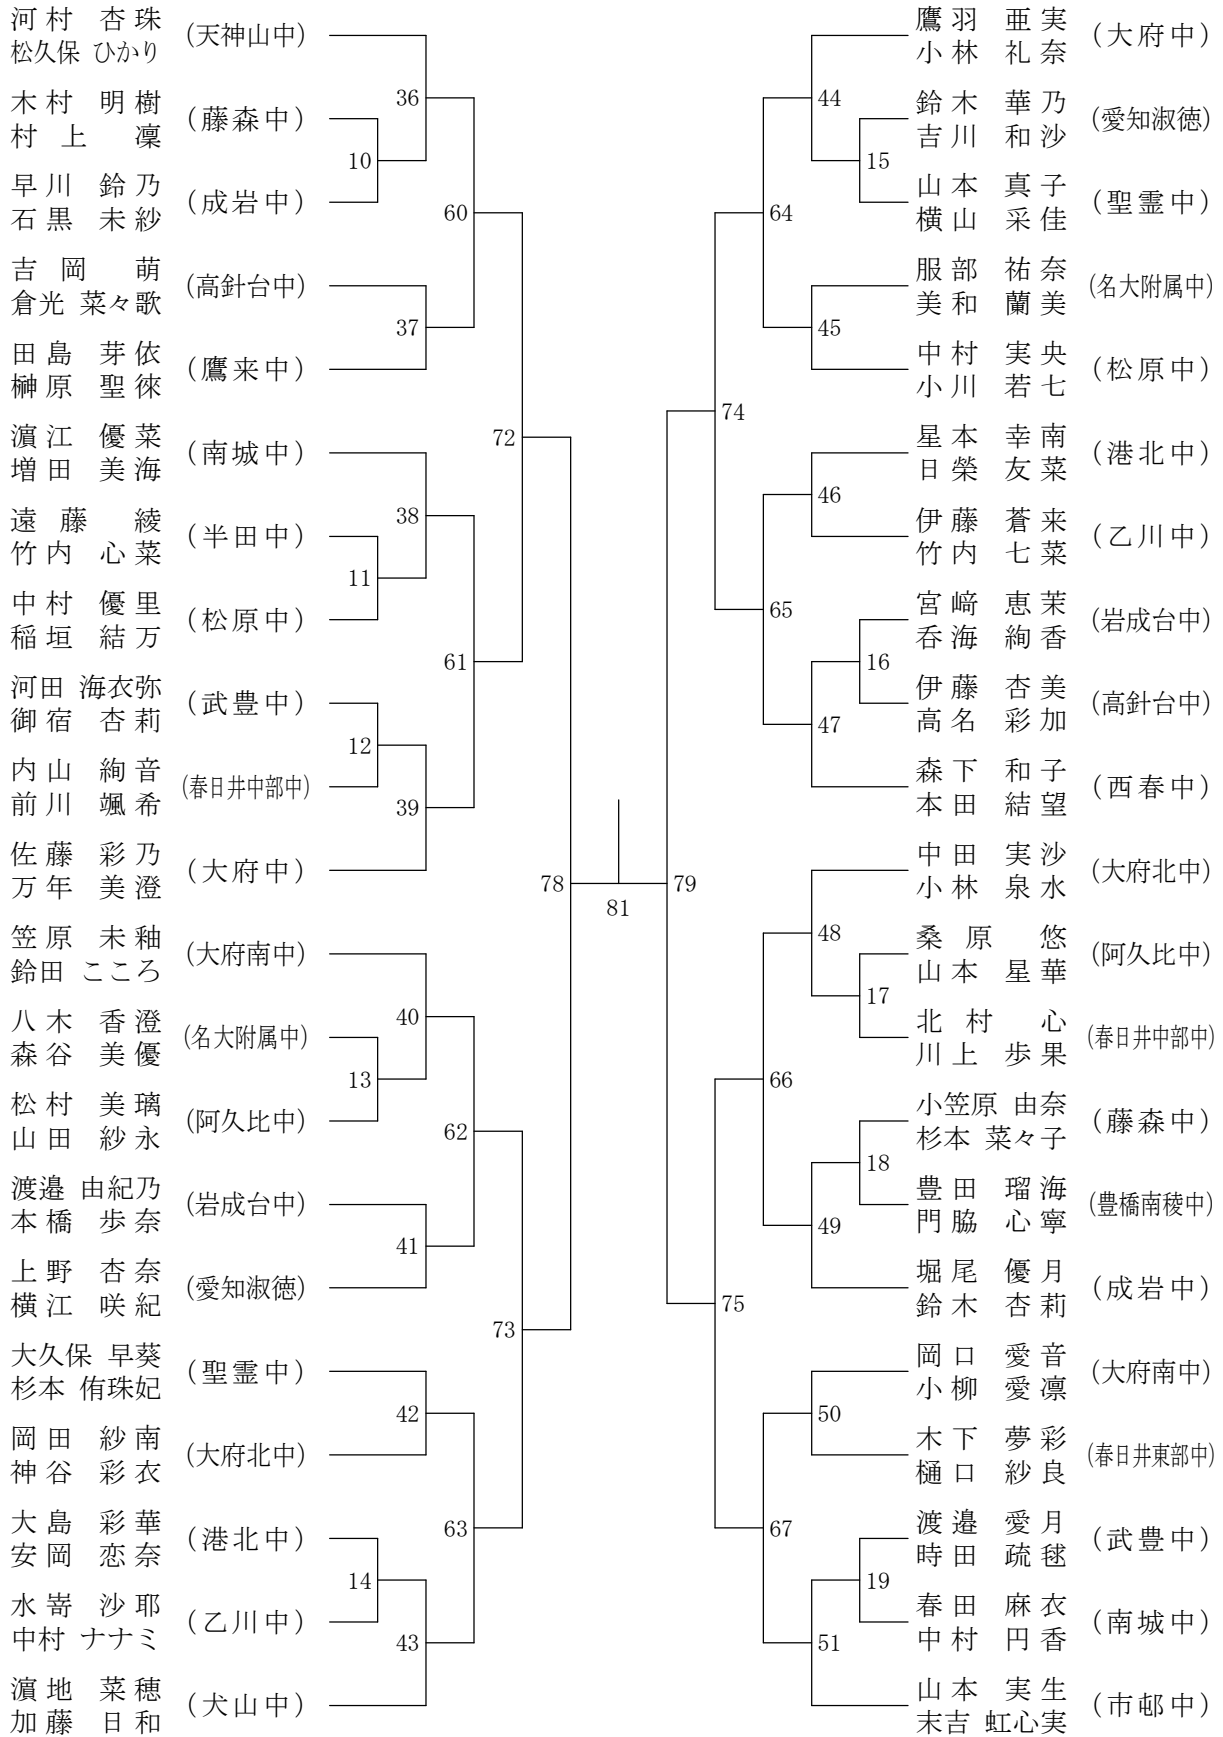 河村 杏珠
松久保 ひかり
(天神山中)
木村 明樹
村上 凜
(藤森中)
早川 鈴乃
石黒 未紗
(成岩中)
吉岡 萌
倉光 菜々歌
(高針台中)
田島 芽依
榊原 聖徠
(鷹来中)
濵江 優菜
増田 美海
(南城中)
遠藤 綾
竹内 心菜
(半田中)
中村 優里
稲垣 結万
(松原中)
河田 海衣弥
御宿 杏莉
(武豊中)
内山 絢音
前川 颯希
(春日井中部中)
佐藤 彩乃
万年 美澄
(大府中)
笠原 未釉
鈴田 こころ
(大府南中)
八木 香澄
森谷 美優
(名大附属中)
松村 美璃
山田 紗永
(阿久比中)
渡邉 由紀乃
本橋 歩奈
(岩成台中)
上野 杏奈
横江 咲紀
(愛知淑徳)
大久保 早葵
杉本 侑珠妃
(聖霊中)
岡田 紗南
神谷 彩衣
(大府北中)
大島 彩華
安岡 恋奈
(港北中)
水嵜 沙耶
中村 ナナミ
(乙川中)
濵地 菜穂
加藤 日和
(犬山中)
10
11
12
13
14
36
37
38
39
40
41
42
43
60
61
62
63
72
73
78
81
79
74
75
64
65
66
67
44
45
46
47
48
49
50
51
15
16
17
18
19
鷹羽 亜実
小林 礼奈
(大府中)
鈴木 華乃
吉川 和沙
(愛知淑徳)
山本 真子
横山 采佳
(聖霊中)
服部 祐奈
美和 蘭美
(名大附属中)
中村 実央
小川 若七
(松原中)
星本 幸南
日榮 友菜
(港北中)
伊藤 蒼来
竹内 七菜
(乙川中)
宮﨑 恵茉
呑海 絢香
(岩成台中)
伊藤 杏美
高名 彩加
(高針台中)
森下 和子
本田 結望
(西春中)
中田 実沙
小林 泉水
(大府北中)
桑原 悠
山本 星華
(阿久比中)
北村 心
川上 歩果
(春日井中部中)
小笠原 由奈
杉本 菜々子
(藤森中)
豊田 瑠海
門脇 心寧
(豊橋南稜中)
堀尾 優月
鈴木 杏莉
(成岩中)
岡口 愛音
小柳 愛凛
(大府南中)
木下 夢彩
樋口 紗良
(春日井東部中)
渡邉 愛月
時田 疏毬
(武豊中)
春田 麻衣
中村 円香
(南城中)
山本 実生
末吉 虹心実
(市邨中)